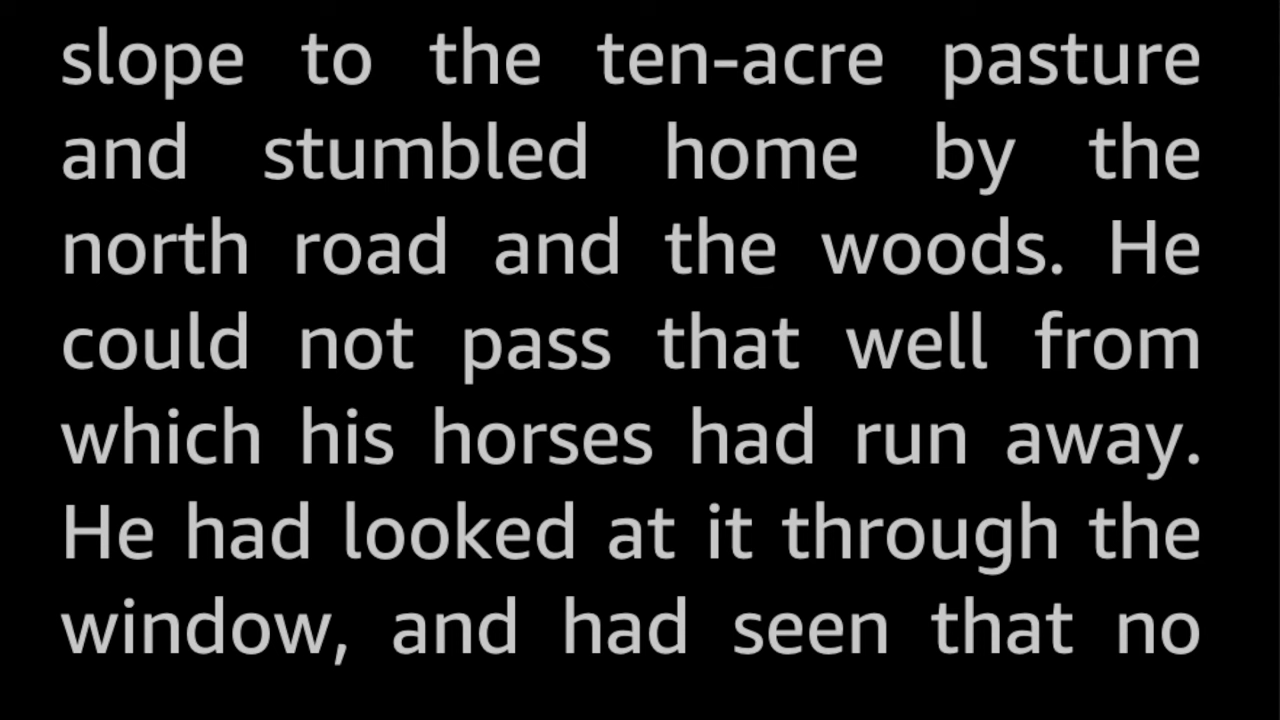 slope to the ten-acre pasture
and stumbled home by the
north road and the woods. He
could not pass that well from
which his horses had run away.
He had looked at it through the
window, and had seen that no